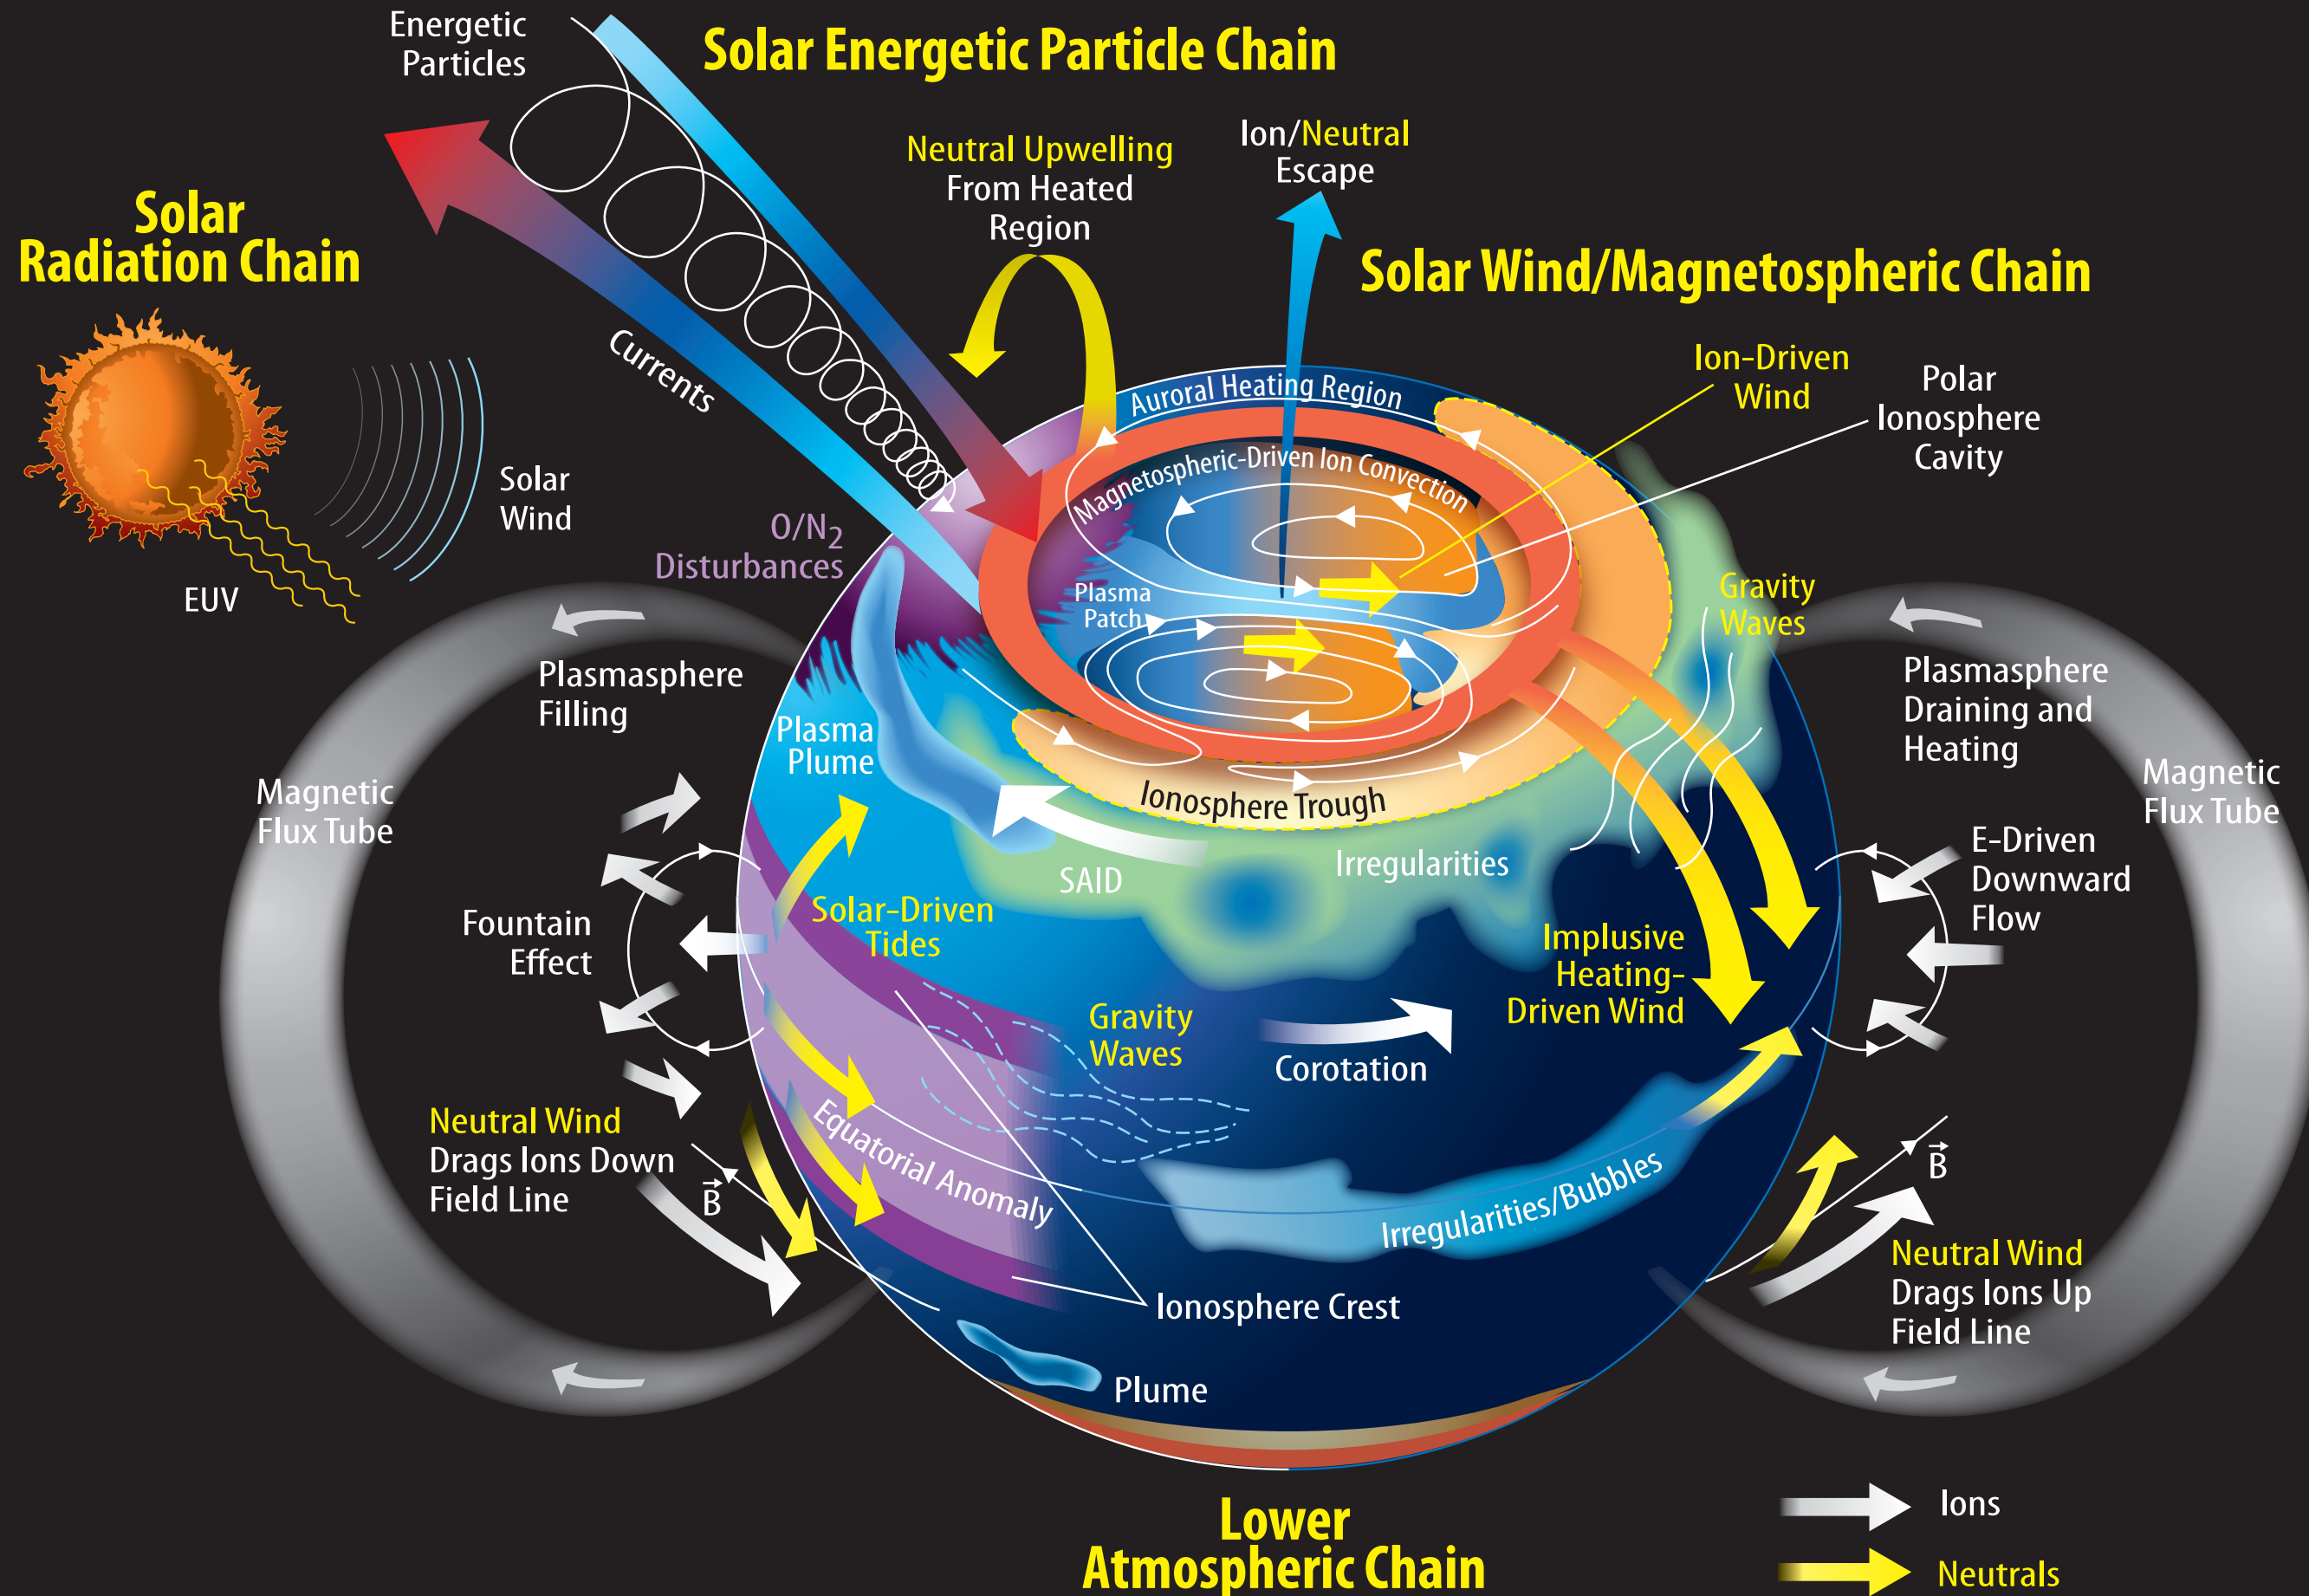 Energetic
Particles
Solar Energetic Particle Chain
Neutral Upwelling
From Heated
Region
Ion/Neutral
Escape
Solar
Radiation Chain
Solar Wind/Magnetospheric Chain
Currents
Ion-Driven
Wind
Polar
Ionosphere
Cavity
Auroral Heating Region
Magnetospheric-Driven Ion Convection
Solar
Wind
EUV
O/N2
Disturbances
Plasma
Patch
Gravity
Waves
Plasmasphere
Filling
Plasmasphere
Draining and
Heating
Plasma
Plume
Magnetic
Flux Tube
Magnetic
Flux Tube
Ionosphere Trough
SAID
Irregularities
E-Driven
Downward
Flow
Fountain
Effect
Solar-Driven
Tides
Implusive
Heating-
Driven Wind
Gravity
Waves
Corotation
Neutral Wind
Drags Ions Down
Field Line
B
Equatorial Anomaly
Irregularities/Bubbles
B
Neutral Wind
Drags Ions Up
Field Line
Ionosphere Crest
Plume
Lower
Atmospheric Chain
Ions
Neutrals